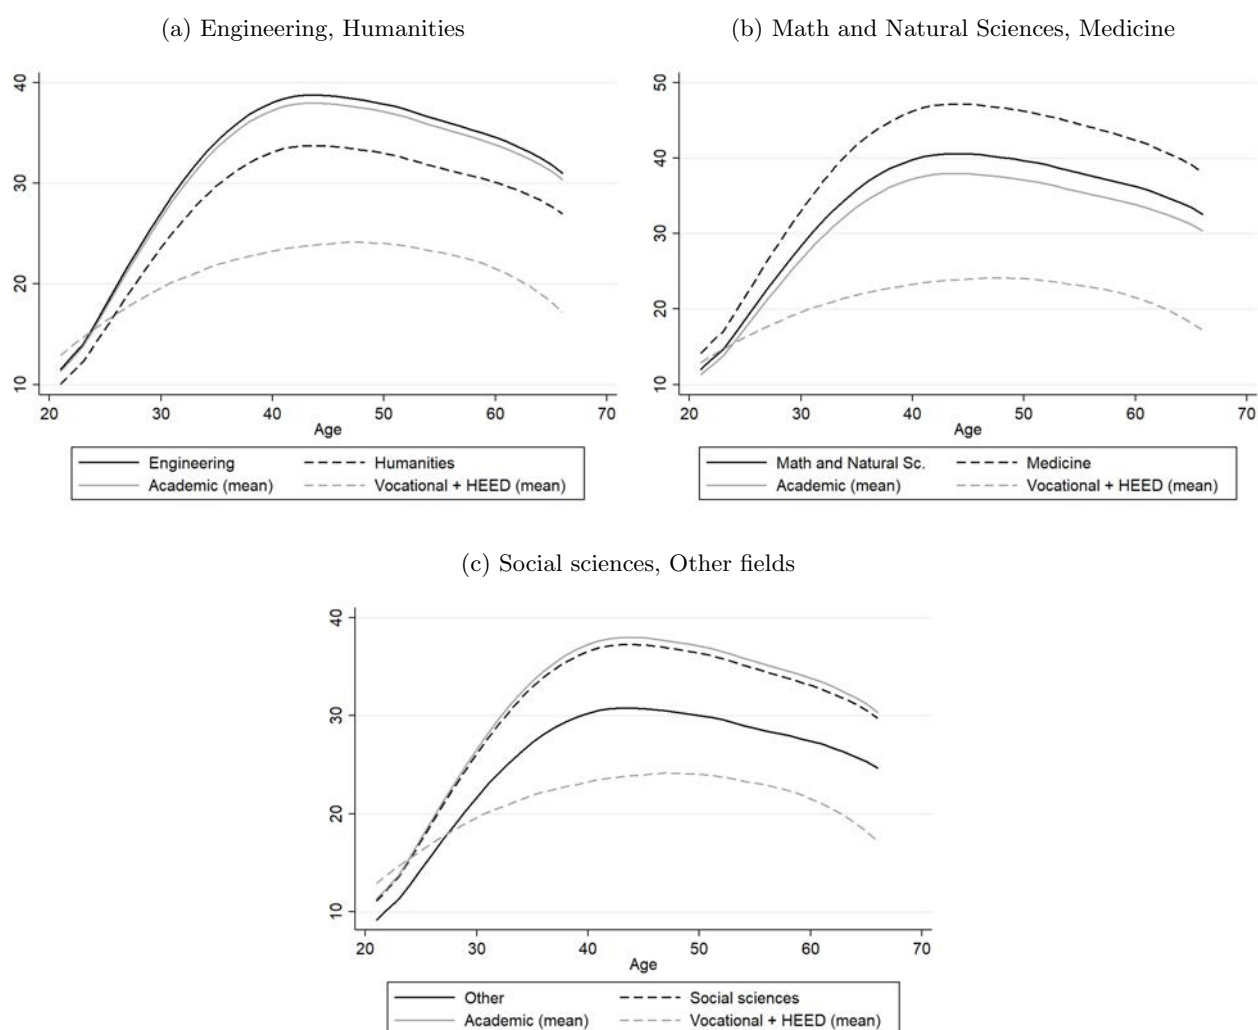 (a) Engineering, Humanities
40
30
20
10
20 30 40 50 60 70
Age
Engineering Humanities
Academic (mean) Vocational + HEED (mean)
(b) Math and Natural Sciences, Medicine
50
40
30
20
10
20 30 40 50 60 70
Age
Math and Natural Sc. Medicine
Academic (mean) Vocational + HEED (mean)
(c) Social sciences, Other fields
40
30
20
10
20 30 40 50 60 70
Age
Other Social sciences
Academic (mean) Vocational + HEED (mean)